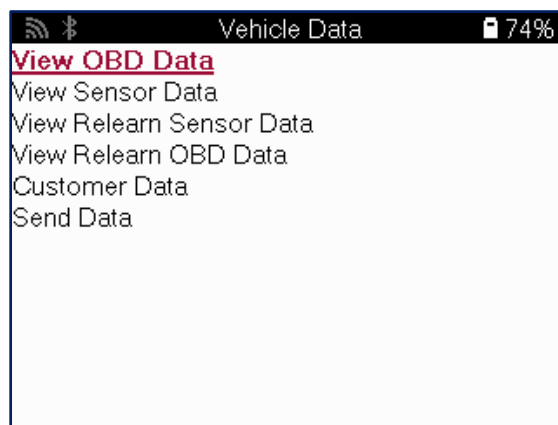 Vehicle Data 74%
View OBD Data
View Sensor Data
View Relearn Sensor Data
View Relearn OBD Data
Customer Data
Send Data